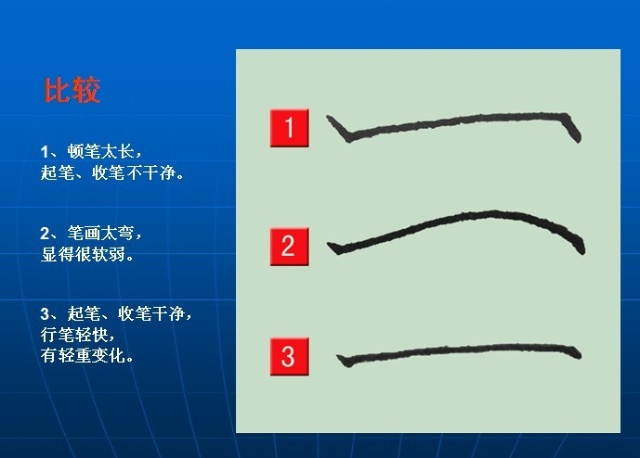 比较
1、顿笔太长，
起笔、收笔不干净。
2、笔画太弯，
显得很软弱。
3、起笔、收笔干净，
行笔轻快，
有轻重变化。
1
2
3